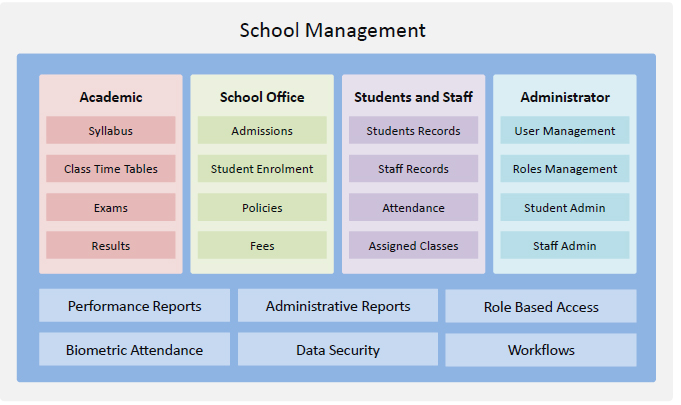 School Management
Academic
Syllabus
Class Time Tables
Exams
Results
School Office
Admissions
Student Enrolment
Policies
Fees
Students and Staff
Students Records
Staff Records
Attendance
Assigned Classes
Administrator
User Management
Roles Management
Student Admin
Staff Admin
Performance Reports
Administrative Reports
Role Based Access
Biometric Attendance
Data Security
Workflows